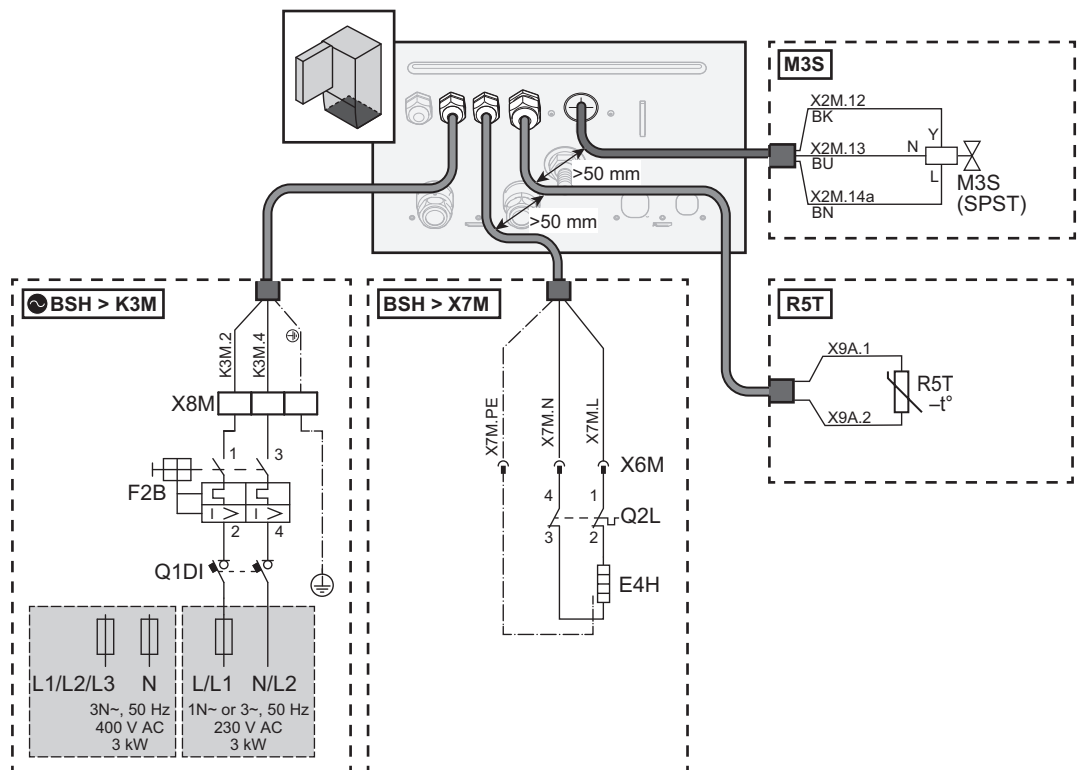 M3S
X2M.12
BK
X2M.13
BU
X2M.14a
BN
Y
N
L
M3S
(SPST)
>50 mm
>50 mm
BSH > K3M
K3M.2
K3M.4
X8M
1
3
F2B
I >
I >
2
4
Q1DI
L1/L2/L3
N
3N~, 50 Hz
400 V AC
3 kW
L/L1
N/L2
1N~ or 3~, 50 Hz
230 V AC
3 kW
BSH > X7M
X7M.PE
X7M.N
X7M.L
X6M
4
1
Q2L
3
2
E4H
R5T
X9A.1
X9A.2
R5T
–t°